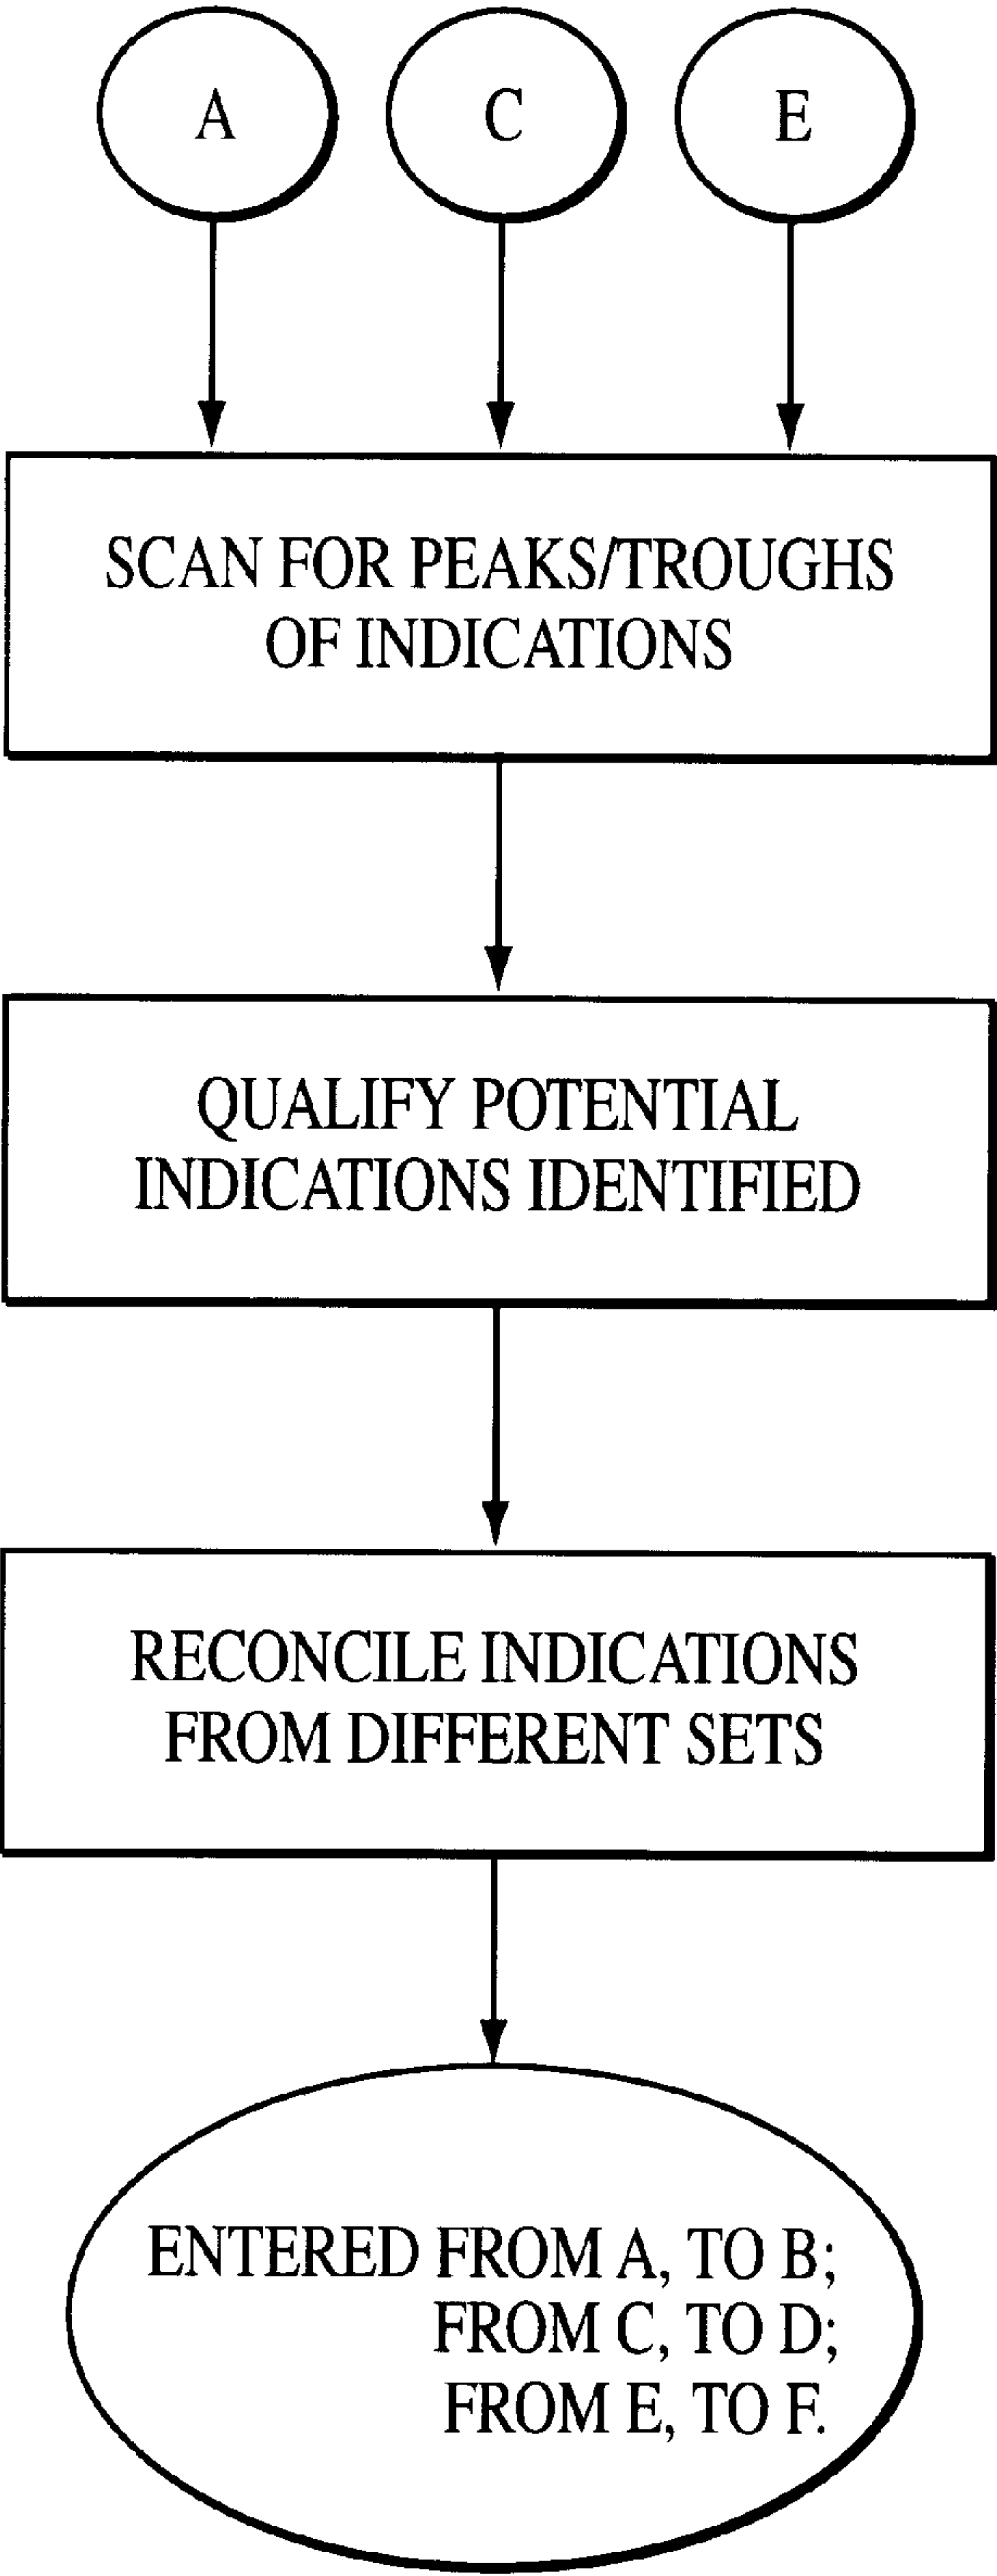 A
C
E
SCAN FOR PEAKS/TROUGHS
OF INDICATIONS
QUALIFY POTENTIAL
INDICATIONS IDENTIFIED
RECONCILE INDICATIONS
FROM DIFFERENT SETS
ENTERED FROM A, TO B;
FROM C, TO D;
FROM E, TO F.